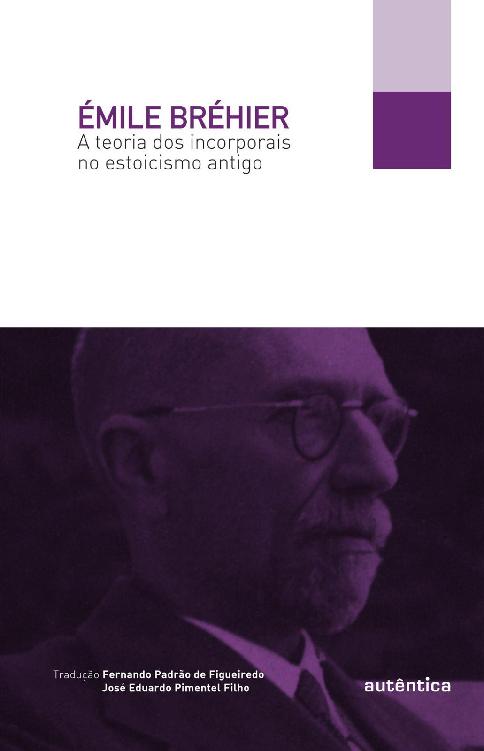 ÉMILE BRÉHIER
A teoria dos incorporais
no estoicismo antigo
Tradução Fernando Padrão de Figueiredo
José Eduardo Pimentel Filho
autêntica